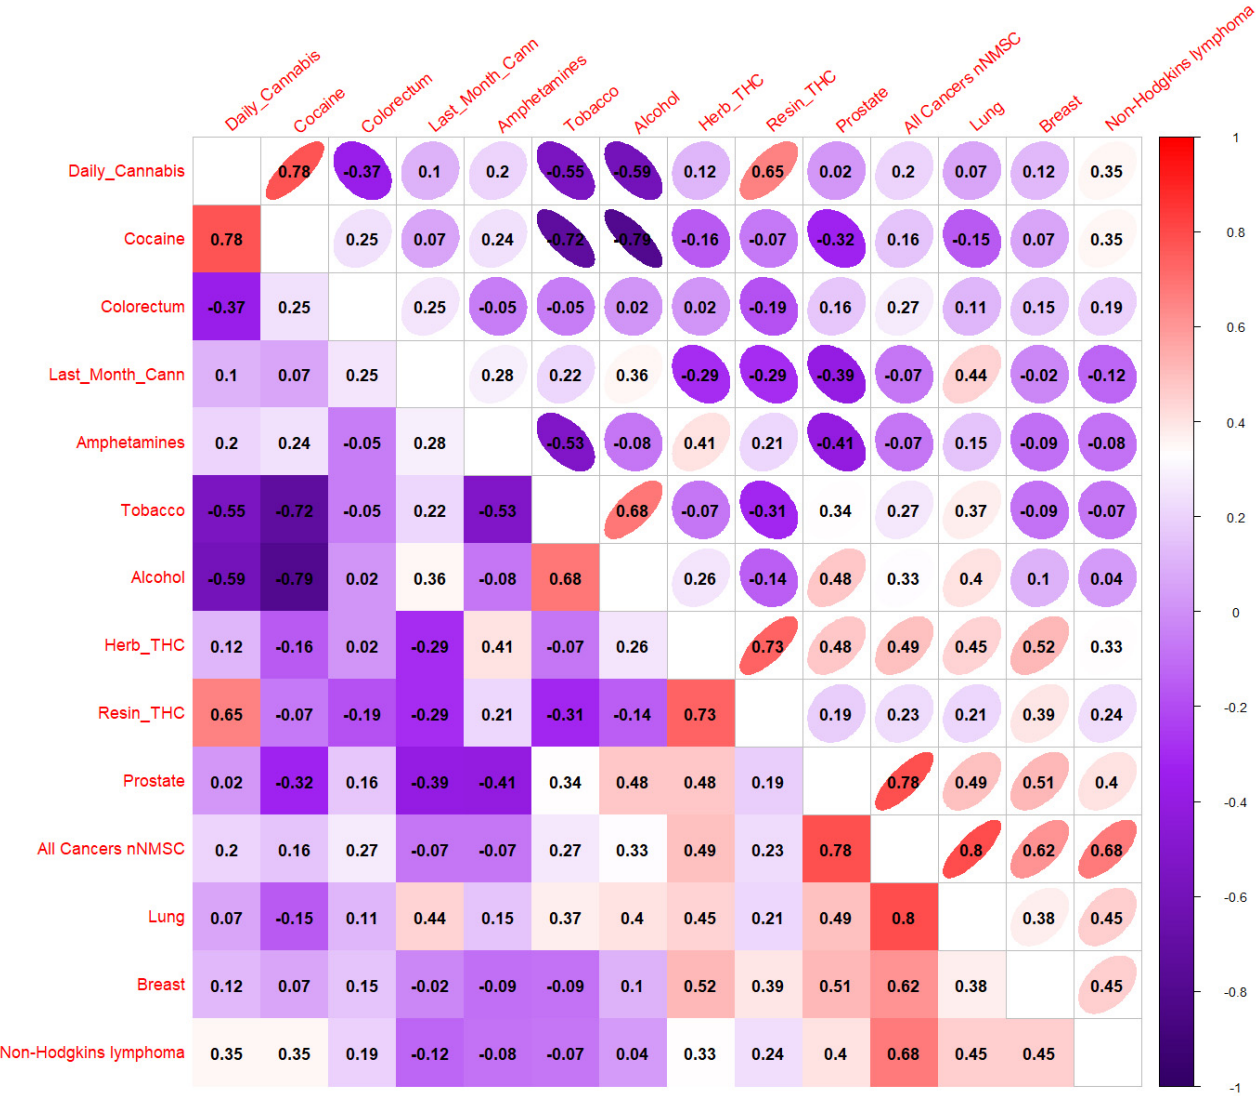 Daily_Cannabis Cocaine Colorectum Last_Month_Cann Amphetamines Tobacco Alcohol Herb_THC Resin_THC Prostate All Cancers nNMSC Lung Breast Non-Hodgkins lymphoma
Daily_Cannabis 0.78 -0.37 0.1 0.2 -0.55 -0.59 0.12 0.65 0.02 0.2 0.07 0.12 0.35
Cocaine 0.78 0.25 0.07 0.24 -0.72 -0.79 -0.16 -0.07 -0.32 0.16 -0.15 0.07 0.35
Colorectum -0.37 0.25 0.25 -0.05 -0.05 0.02 0.02 -0.19 0.16 0.27 0.11 0.15 0.19
Last_Month_Cann 0.1 0.07 0.25 0.28 0.22 0.36 -0.29 -0.29 -0.39 -0.07 0.44 -0.02 -0.12
Amphetamines 0.2 0.24 -0.05 0.28 -0.53 -0.08 0.41 0.21 -0.41 -0.07 0.15 -0.09 -0.08
Tobacco -0.55 -0.72 -0.05 0.22 -0.53 0.68 -0.07 -0.31 0.34 0.27 0.37 -0.09 -0.07
Alcohol -0.59 -0.79 0.02 0.36 -0.08 0.68 0.26 -0.14 0.48 0.33 0.4 0.1 0.04
Herb_THC 0.12 -0.16 0.02 -0.29 0.41 -0.07 0.26 0.73 0.48 0.49 0.45 0.52 0.33
Resin_THC 0.65 -0.07 -0.19 -0.29 0.21 -0.31 -0.14 0.73 0.19 0.23 0.21 0.39 0.24
Prostate 0.02 -0.32 0.16 -0.39 -0.41 0.34 0.48 0.48 0.19 0.78 0.49 0.51 0.4
All Cancers nNMSC 0.2 0.16 0.27 -0.07 -0.07 0.27 0.33 0.49 0.23 0.78 0.8 0.62 0.68
Lung 0.07 -0.15 0.11 0.44 0.15 0.37 0.4 0.45 0.21 0.49 0.8 0.38 0.45
Breast 0.12 0.07 0.15 -0.02 -0.09 -0.09 0.1 0.52 0.39 0.51 0.62 0.38 0.45
Non-Hodgkins lymphoma 0.35 0.35 0.19 -0.12 -0.08 -0.07 0.04 0.33 0.24 0.4 0.68 0.45 0.45
1
0.8
0.6
0.4
0.2
0
-0.2
-0.4
-0.6
-0.8
-1